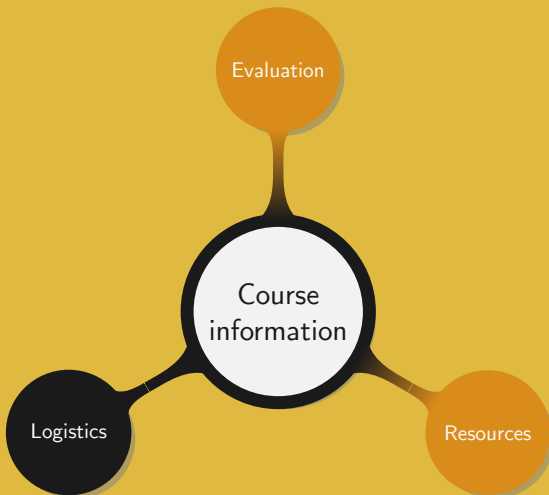 Evaluation
Course
information
Logistics
Resources